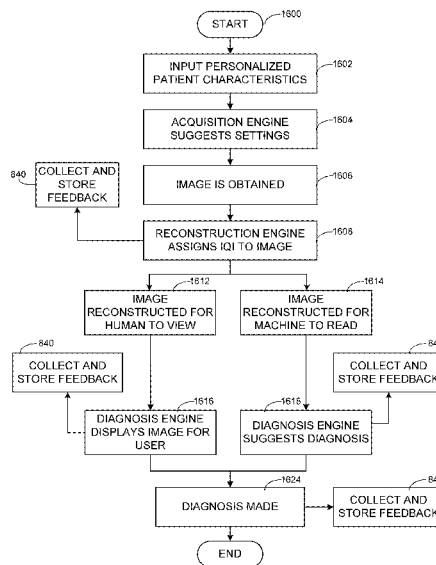 1600
START
1602
INPUT PERSONALIZED
PATIENT CHARACTERISTICS
1604
ACQUISITION ENGINE
SUGGESTS SETTINGS
840
COLLECT AND
STORE
FEEDBACK
1606
IMAGE IS OBTAINED
1608
RECONSTRUCTION ENGINE
ASSIGNS IQI TO IMAGE
1612
IMAGE
RECONSTRUCTED FOR
HUMAN TO VIEW
1614
IMAGE
RECONSTRUCTED FOR
MACHINE TO READ
840
COLLECT AND
STORE FEEDBACK
COLLECT AND
STORE FEEDBACK
1616
DIAGNOSIS ENGINE
DISPLAYS IMAGE FOR
USER
1616
DIAGNOSIS ENGINE
SUGGESTS DIAGNOSIS
1624
DIAGNOSIS MADE
COLLECT AND
STORE FEEDBACK
END